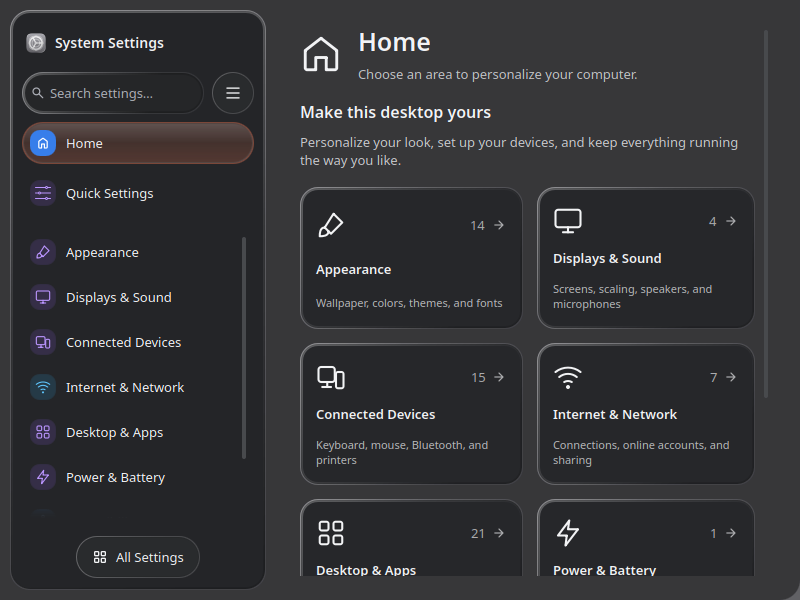 System Settings
Search settings...
Home
Quick Settings
Appearance
Displays & Sound
Connected Devices
Internet & Network
Desktop & Apps
Power & Battery
All Settings
Home
Choose an area to personalize your computer.
Make this desktop yours
Personalize your look, set up your devices, and keep everything running
the way you like.
14
Appearance
Wallpaper, colors, themes, and fonts
4
Displays & Sound
Screens, scaling, speakers, and
microphones
15
Connected Devices
Keyboard, mouse, Bluetooth, and
printers
7
Internet & Network
Connections, online accounts, and
sharing
21
Desktop & Apps
1
Power & Battery